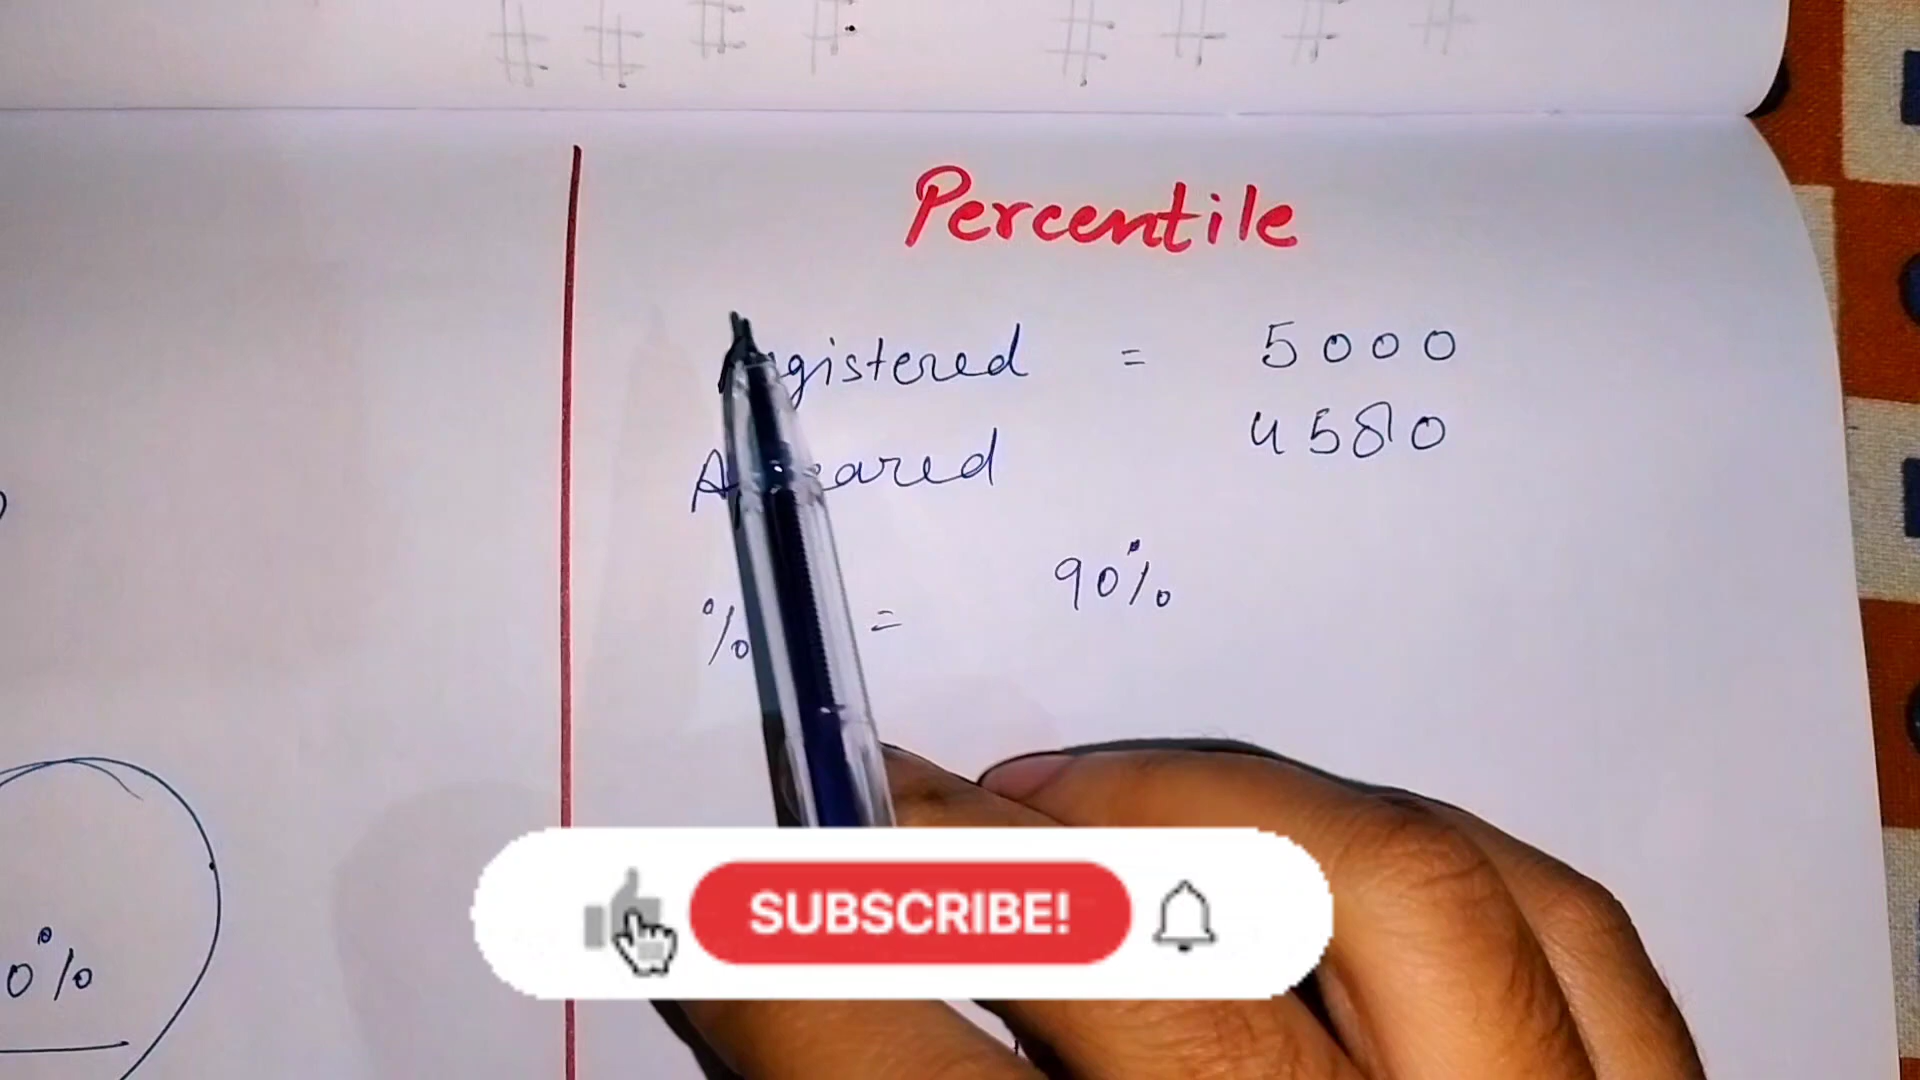 Percentile
gistered = 5000
A ared 4580
% = 90%
0%
SUBSCRIBE!